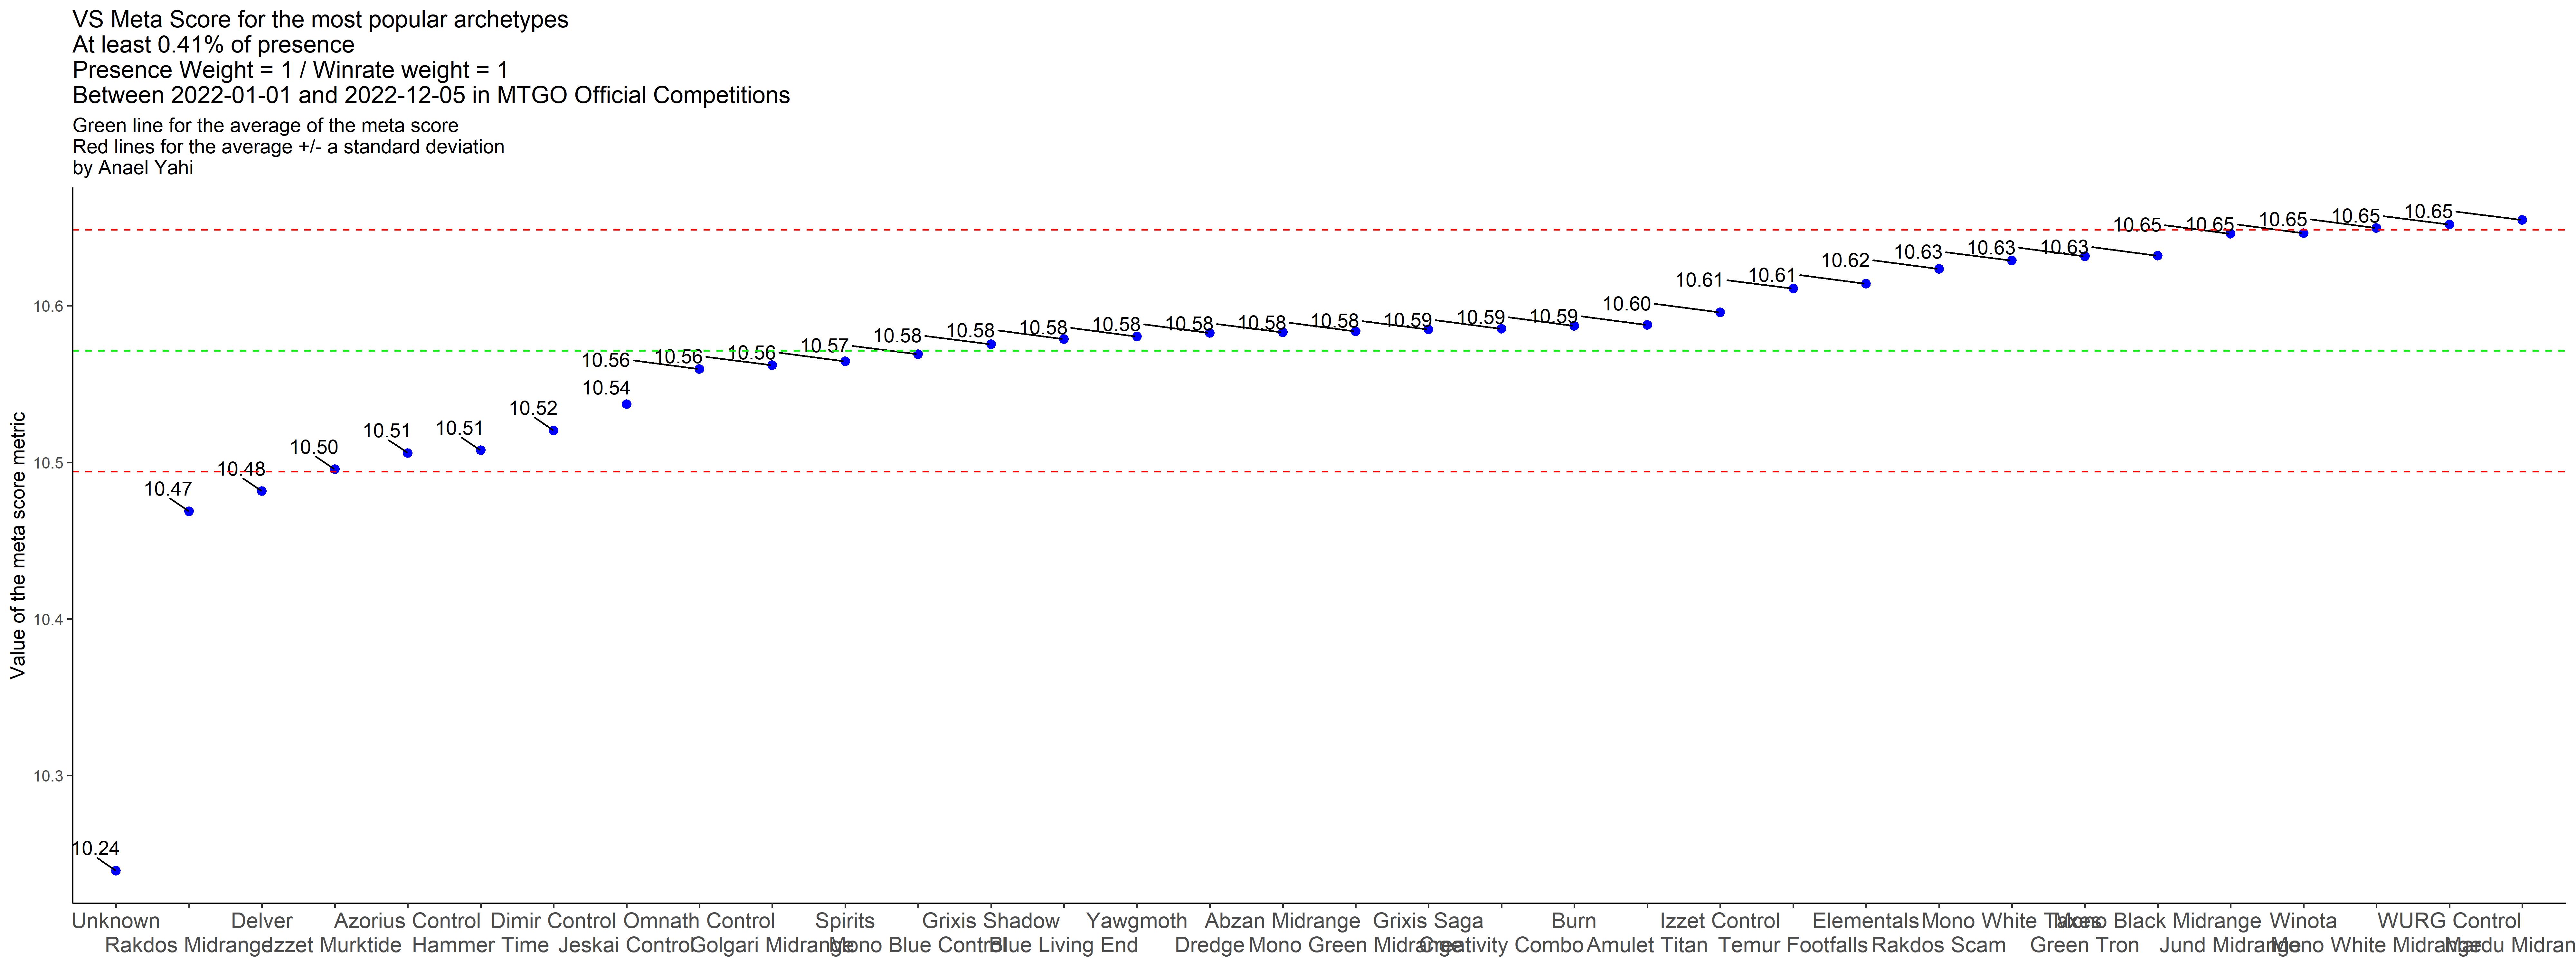 VS Meta Score for the most popular archetypes
At least 0.41% of presence
Presence Weight = 1 / Winrate weight = 1
Between 2022-01-01 and 2022-12-05 in MTGO Official Competitions
Green line for the average of the meta score
Red lines for the average +/- a standard deviation
by Anael Yahi
Value of the meta score metric
10.6
10.5
10.4
10.3
10.24
10.47
10.48
10.50
10.51
10.51
10.52
10.54
10.56
10.56
10.56
10.57
10.58
10.58
10.58
10.58
10.58
10.58
10.58
10.59
10.59
10.59
10.60
10.61
10.61
10.62
10.63
10.63
10.63
10.65
10.65
10.65
10.65
10.65
Unknown
Rakdos Midrange
Delver
Izzet Murktide
Azorius Control
Hammer Time
Dimir Control
Jeskai Control
Omnath Control
Golgari Midrange
Spirits
Mono Blue Control
Grixis Shadow
Blue Living End
Yawgmoth
Dredge
Abzan Midrange
Mono Green Midrange
Grixis Saga
Creativity Combo
Burn
Amulet Titan
Izzet Control
Temur Footfalls
Elementals
Rakdos Scam
Mono White Taxes
Green Tron
Mono Black Midrange
Jund Midrange
Winota
Mono White Midrange
WURG Control
Mardu Midran